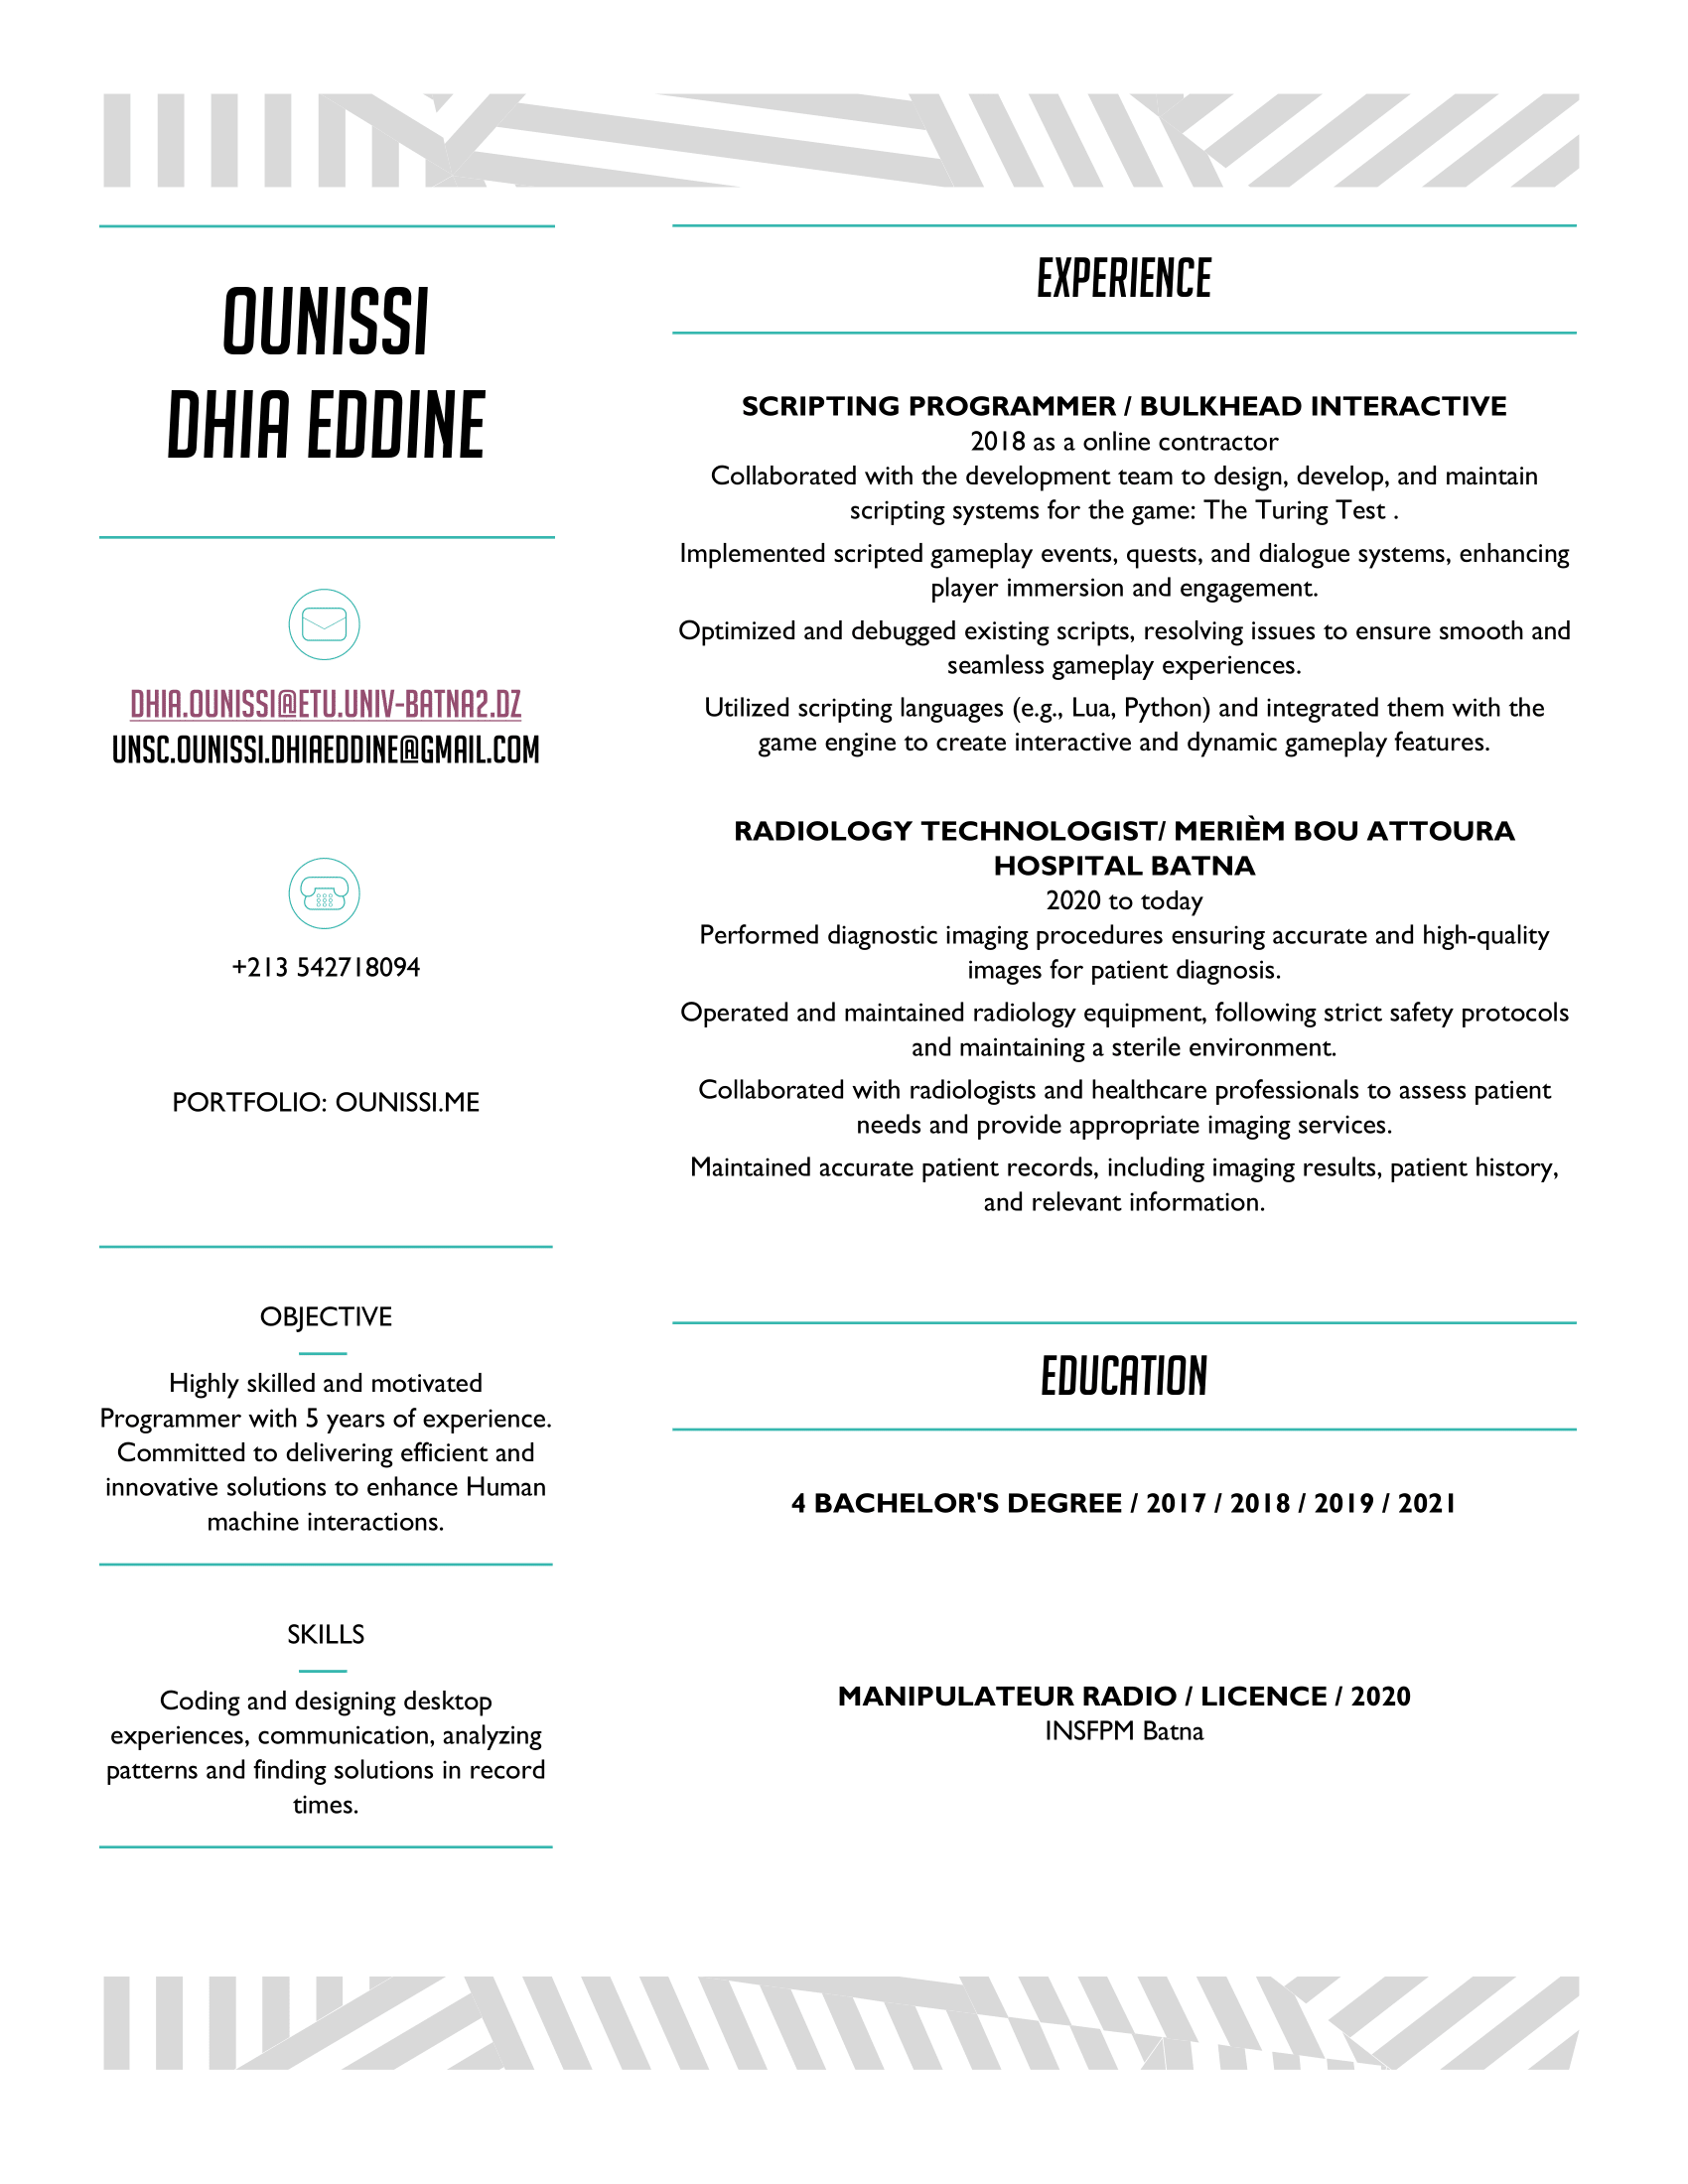 OUNISSI
DHIA EDDINE
DHIA.OUNISSI@ETU.UNIV-BATNA2.DZ
UNSC.OUNISSI.DHIAEDDINE@GMAIL.COM
+213 542718094
PORTFOLIO: OUNISSI.ME
OBJECTIVE
Highly skilled and motivated
Programmer with 5 years of experience.
Committed to delivering efficient and
innovative solutions to enhance Human
machine interactions.
SKILLS
Coding and designing desktop
experiences, communication, analyzing
patterns and finding solutions in record
times.
EXPERIENCE
SCRIPTING PROGRAMMER / BULKHEAD INTERACTIVE
2018 as a online contractor
Collaborated with the development team to design, develop, and maintain
scripting systems for the game: The Turing Test .
Implemented scripted gameplay events, quests, and dialogue systems, enhancing
player immersion and engagement.
Optimized and debugged existing scripts, resolving issues to ensure smooth and
seamless gameplay experiences.
Utilized scripting languages (e.g., Lua, Python) and integrated them with the
game engine to create interactive and dynamic gameplay features.
RADIOLOGY TECHNOLOGIST/ MERIÈM BOU ATTOURA
HOSPITAL BATNA
2020 to today
Performed diagnostic imaging procedures ensuring accurate and high-quality
images for patient diagnosis.
Operated and maintained radiology equipment, following strict safety protocols
and maintaining a sterile environment.
Collaborated with radiologists and healthcare professionals to assess patient
needs and provide appropriate imaging services.
Maintained accurate patient records, including imaging results, patient history,
and relevant information.
EDUCATION
4 BACHELOR'S DEGREE / 2017 / 2018 / 2019 / 2021
MANIPULATEUR RADIO / LICENCE / 2020
INSFPM Batna